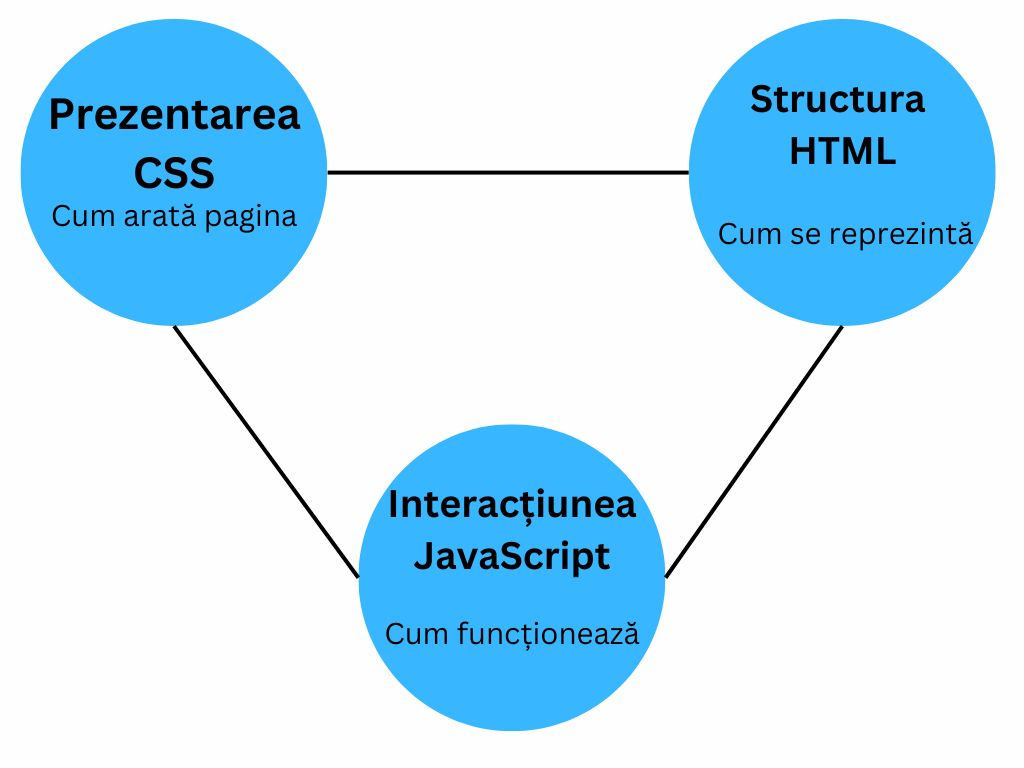 Prezentarea
CSS
Cum arată pagina
Structura
HTML
Cum se reprezintă
Interacțiunea
JavaScript
Cum funcționează